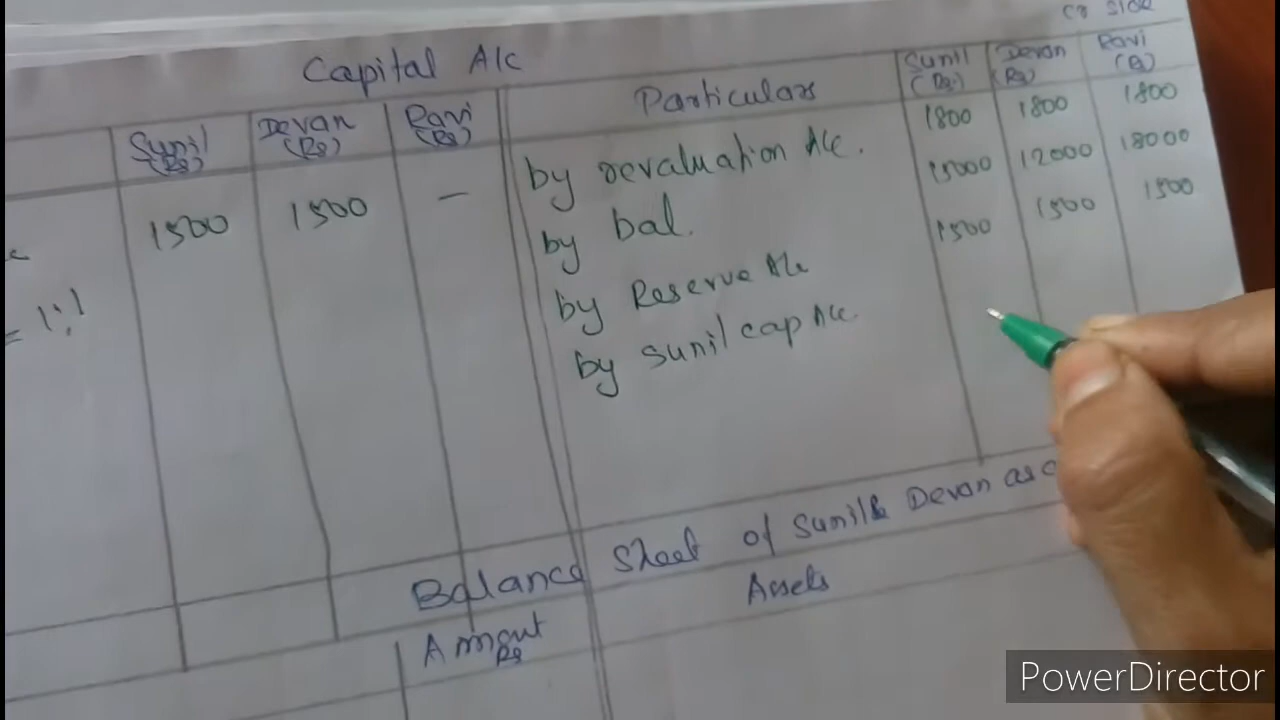 Cr Side
Capital A/c
Sunil Devan Ravi Particulars Sunil Devan Ravi
(Rs) (Rs) (Rs) (Rs.) (Rs) (Rs)
1500 1500 — by revaluation A/c. 1800 1800 1800
by bal. 15000 12000 18000
= 1:1 by Reserve A/c 1500 1500 1500
by Sunil cap A/c.
Balance Sheet of Sunil & Devan as
Amount Assets
Rs
PowerDirector